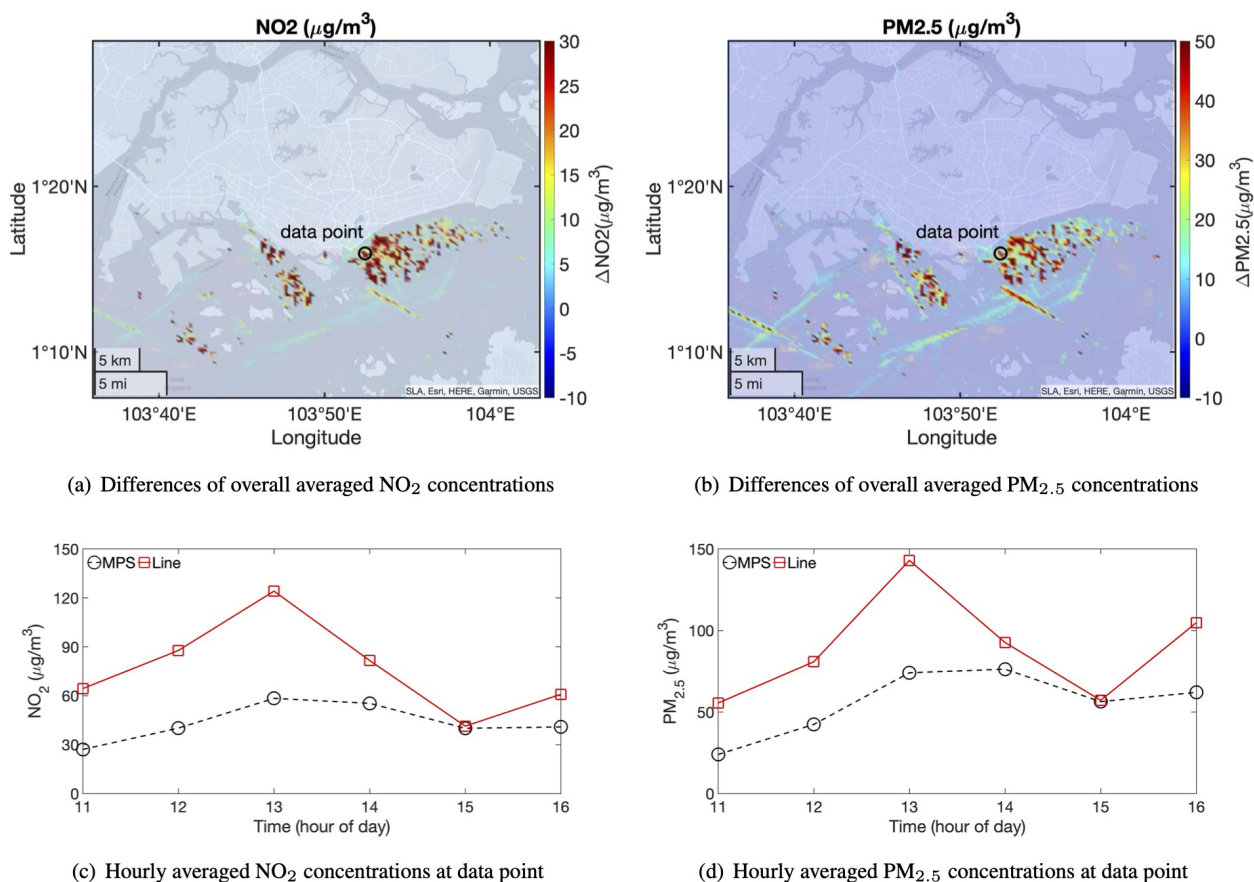 NO2 (μg/m³)
30
25
20
15
10
5
0
-5
-10
ΔNO2(μg/m³)
Latitude
1°20'N
1°10'N
data point
5 km
5 mi
SLA, Esri, HERE, Garmin, USGS
103°40'E
103°50'E
104°E
Longitude
(a) Differences of overall averaged NO₂ concentrations
PM2.5 (μg/m³)
50
40
30
20
10
0
-10
ΔPM2.5(μg/m³)
Latitude
1°20'N
1°10'N
data point
5 km
5 mi
SLA, Esri, HERE, Garmin, USGS
103°40'E
103°50'E
104°E
Longitude
(b) Differences of overall averaged PM₂.₅ concentrations
150
120
90
60
30
0
NO₂ (μg/m³)
MPS Line
11 12 13 14 15 16
Time (hour of day)
(c) Hourly averaged NO₂ concentrations at data point
150
100
50
0
PM₂.₅ (μg/m³)
MPS Line
11 12 13 14 15 16
Time (hour of day)
(d) Hourly averaged PM₂.₅ concentrations at data point